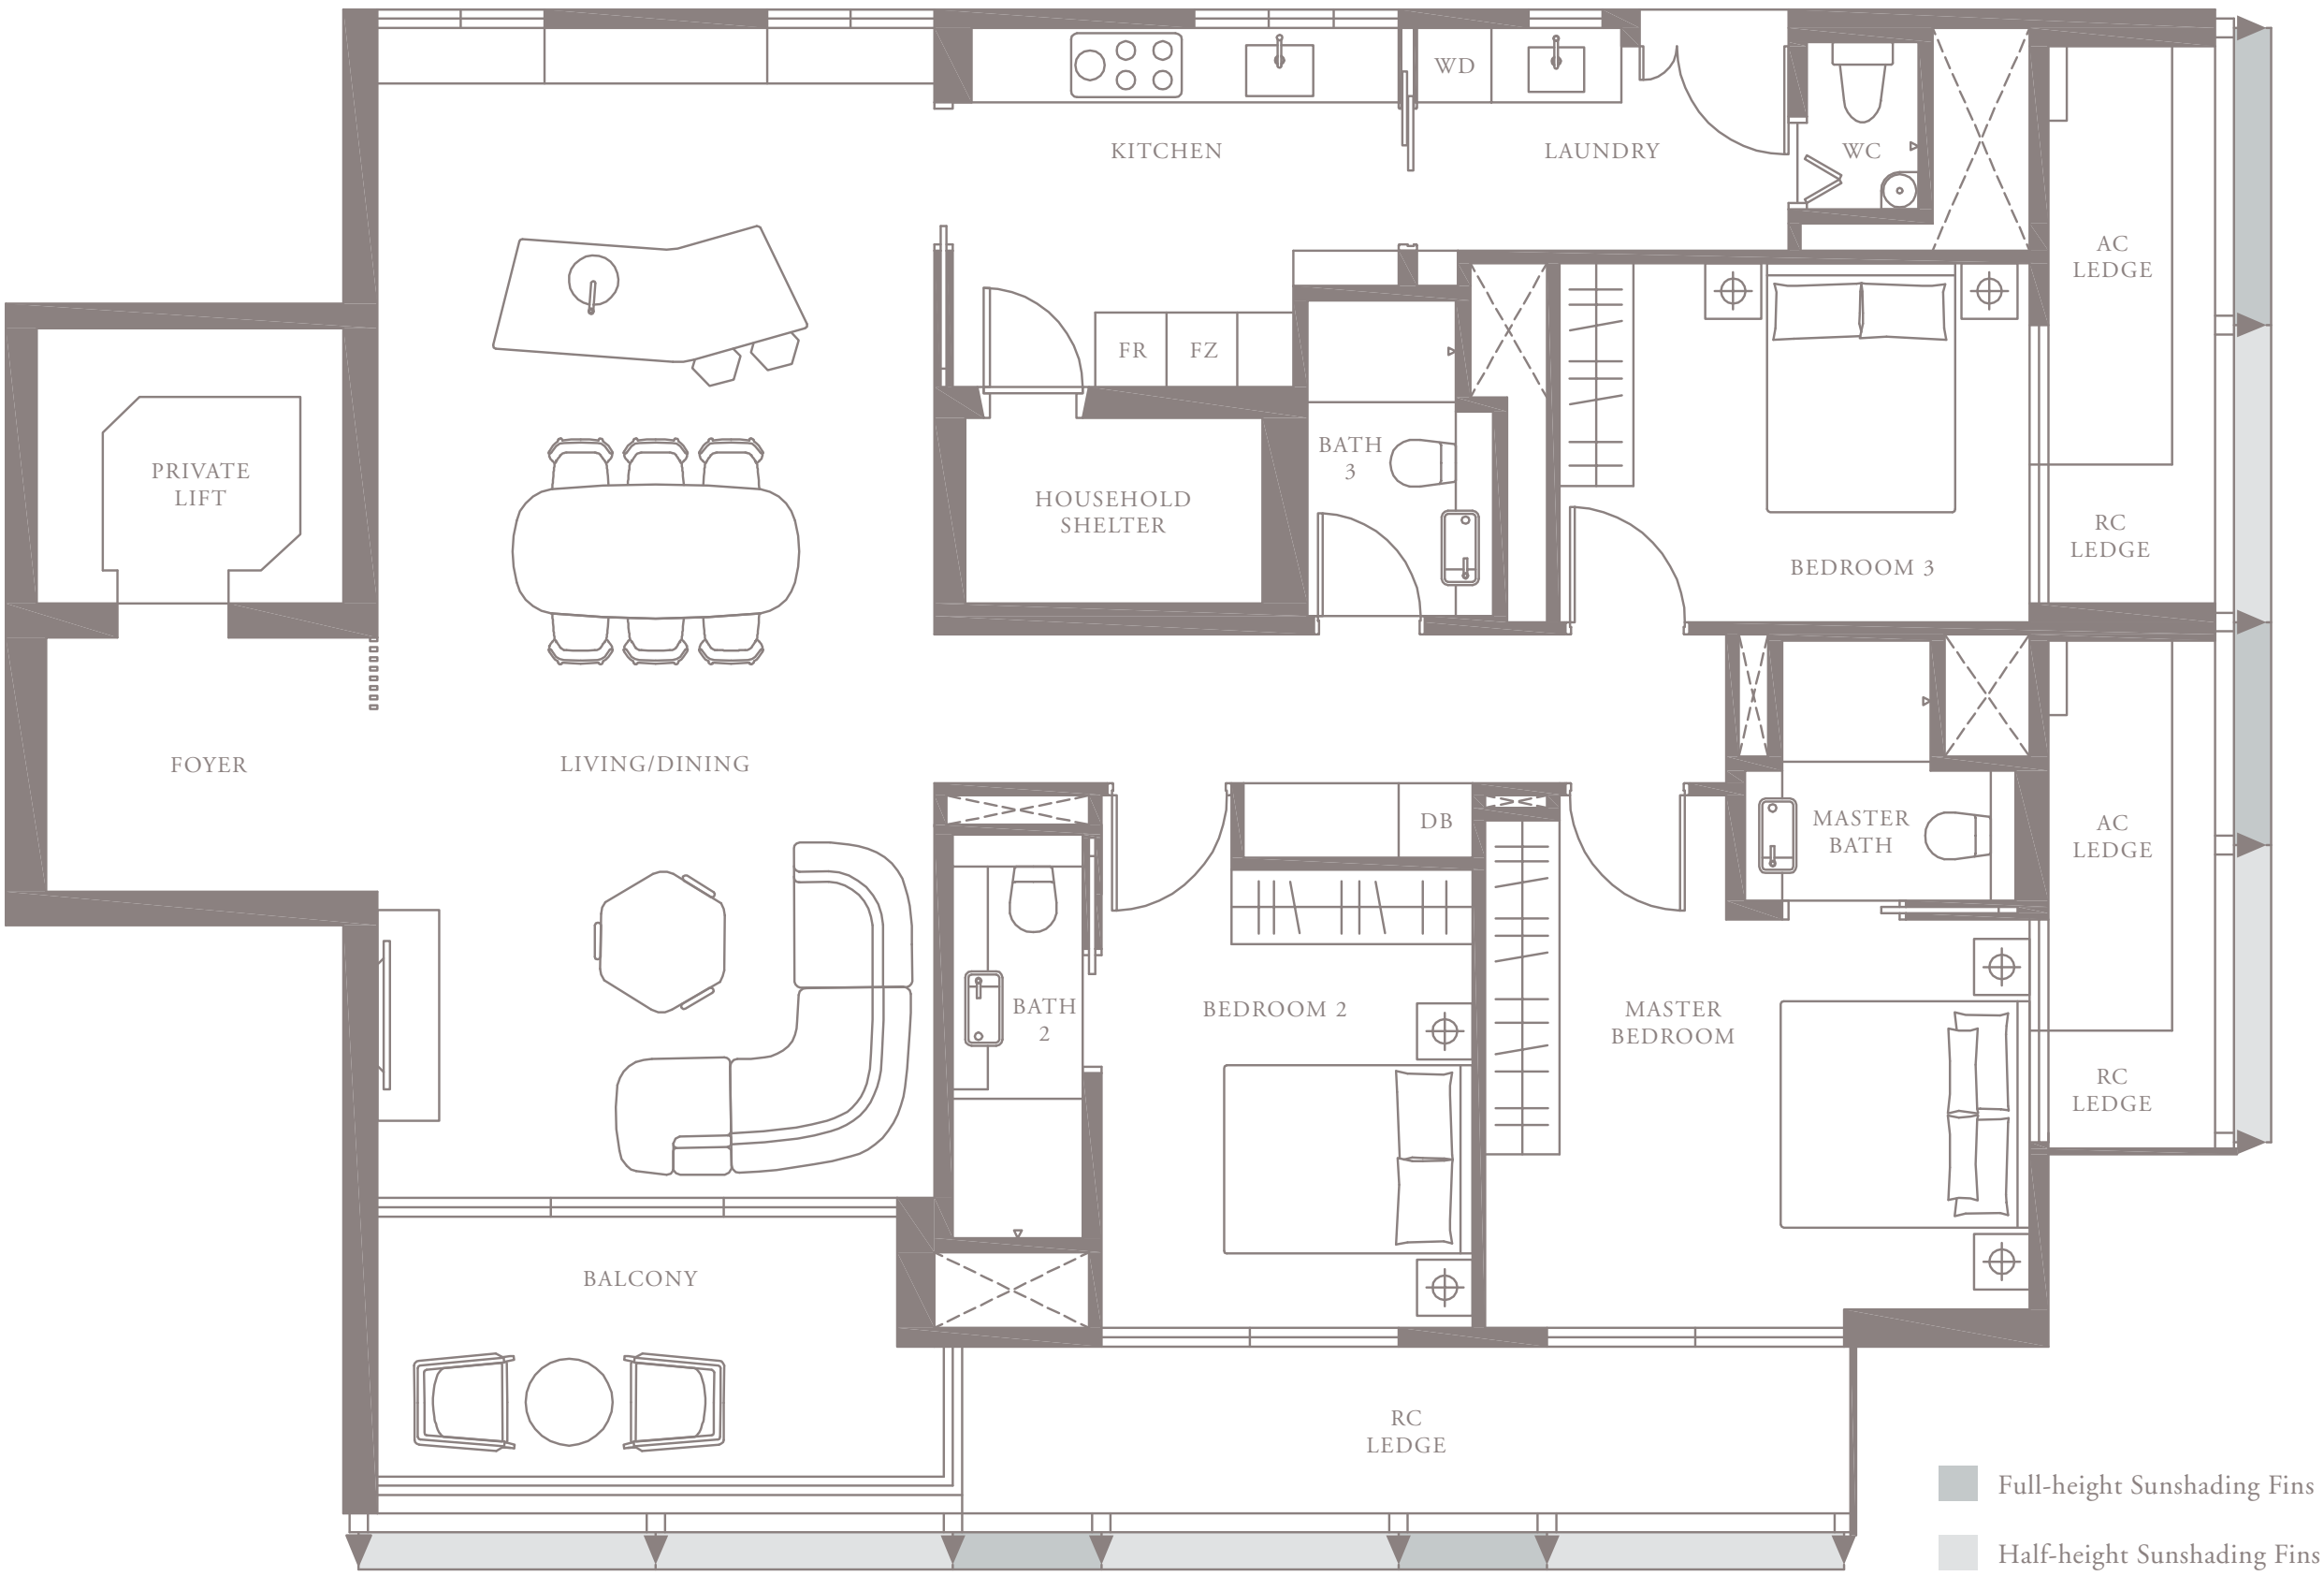 WD
KITCHEN
LAUNDRY
WC
AC
LEDGE
FR
FZ
PRIVATE
LIFT
BATH
3
HOUSEHOLD
SHELTER
RC
LEDGE
BEDROOM 3
FOYER
LIVING/DINING
DB
MASTER
BATH
AC
LEDGE
BATH
2
BEDROOM 2
MASTER
BEDROOM
RC
LEDGE
BALCONY
RC
LEDGE
Full-height Sunshading Fins
Half-height Sunshading Fins